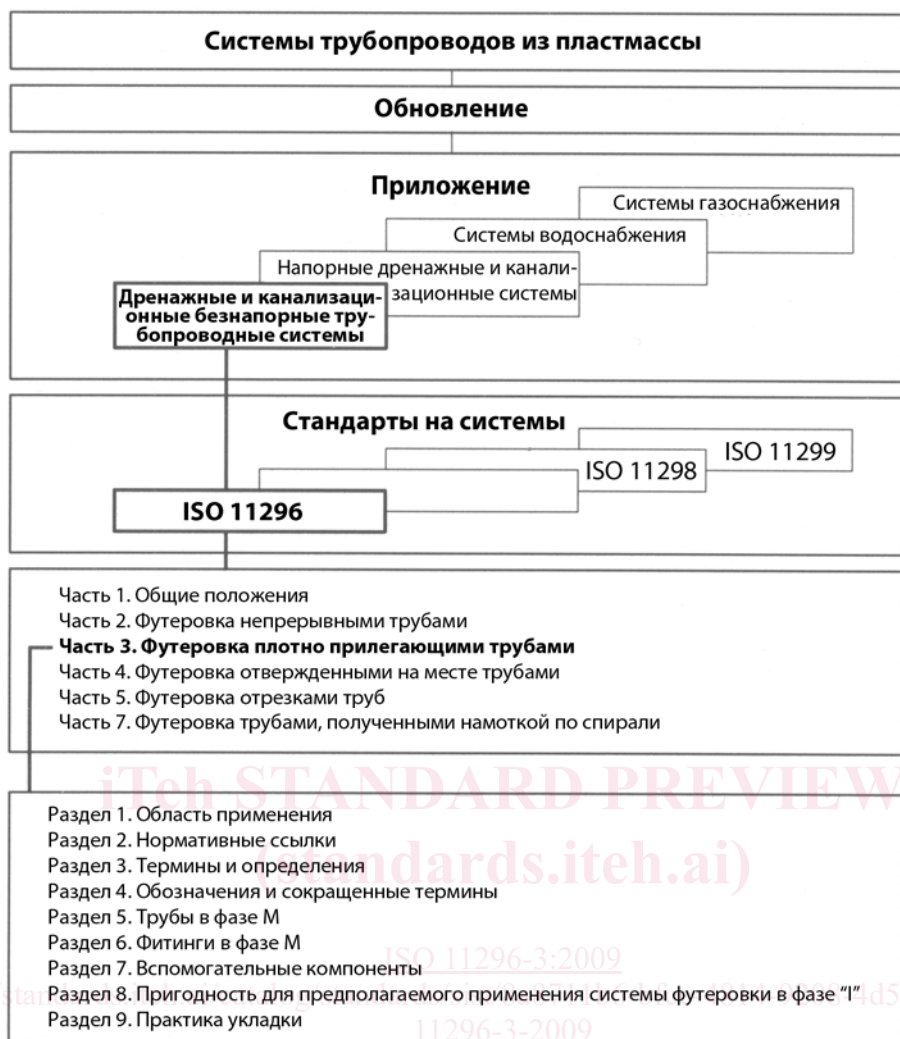 Системы трубопроводов из пластмассы
Обновление
Приложение
Системы газоснабжения
Системы водоснабжения
Напорные дренажные и канали-
зационные системы
Дренажные и канализаци-
онные безнапорные тру-
бопроводные системы
Стандарты на системы
ISO 11299
ISO 11298
ISO 11296
Часть 1. Общие положения
Часть 2. Футеровка непрерывными трубами
Часть 3. Футеровка плотно прилегающими трубами
Часть 4. Футеровка отвержденными на месте трубами
Часть 5. Футеровка отрезками труб
Часть 7. Футеровка трубами, полученными намоткой по спирали
iTeh STANDARD PREVIEW
(standards.iteh.ai)
Раздел 1. Область применения
Раздел 2. Нормативные ссылки
Раздел 3. Термины и определения
Раздел 4. Обозначения и сокращенные термины
Раздел 5. Трубы в фазе М
Раздел 6. Фитинги в фазе М
ISO 11296-3:2009
Раздел 7. Вспомогательные компоненты
Раздел 8. Пригодность для предполагаемого применения системы футеровки в фазе “I”
Раздел 9. Практика укладки
11296-3-2009